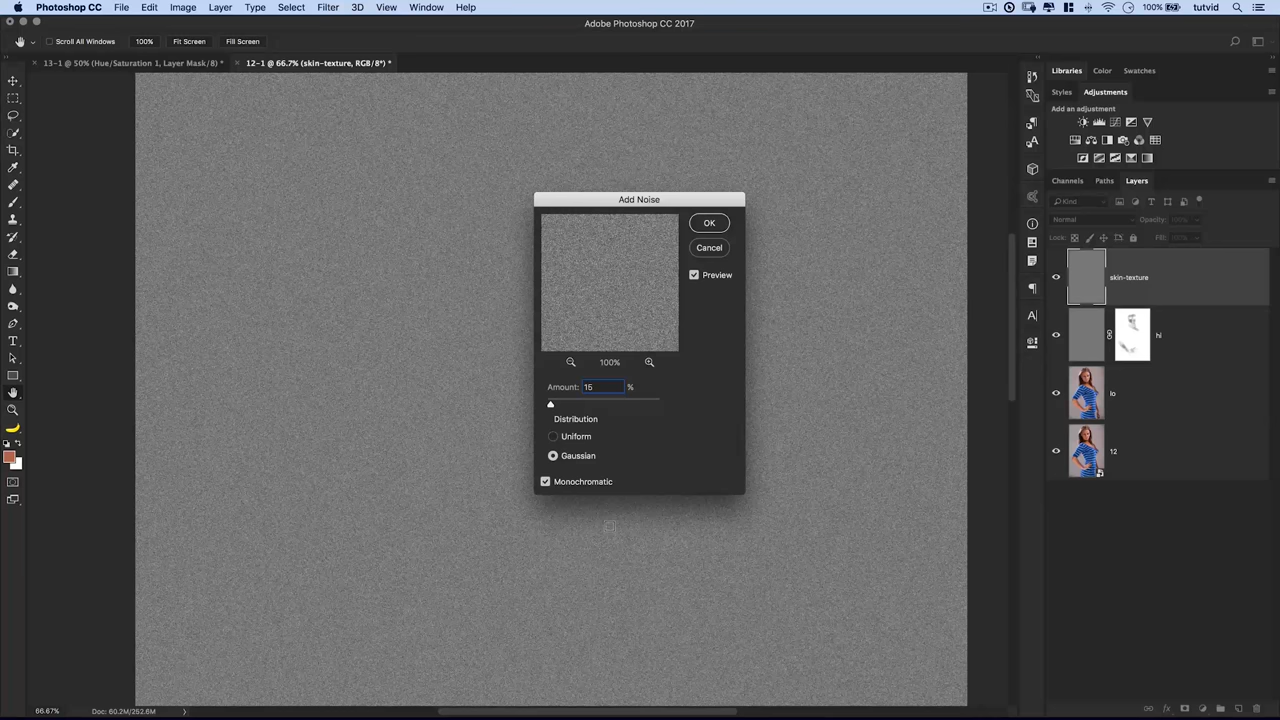 Photoshop CC File Edit Image Layer Type Select Filter 3D View Window Help 100% tutvid
Adobe Photoshop CC 2017
Scroll All Windows 100% Fit Screen Fill Screen
13-1 @ 50% (Hue/Saturation 1, Layer Mask/8) * 12-1 @ 66.7% (skin-texture, RGB/8*) *
Libraries Color Swatches
Styles Adjustments
Add an adjustment
Channels Paths Layers
Kind
Normal Opacity: 100%
Lock: Fill:
skin-texture
hi
lo
12
Add Noise
OK
Cancel
Preview
100%
Amount: 15 %
Distribution
Uniform
Gaussian
Monochromatic
66.67% Doc: 60.2M/252.6M